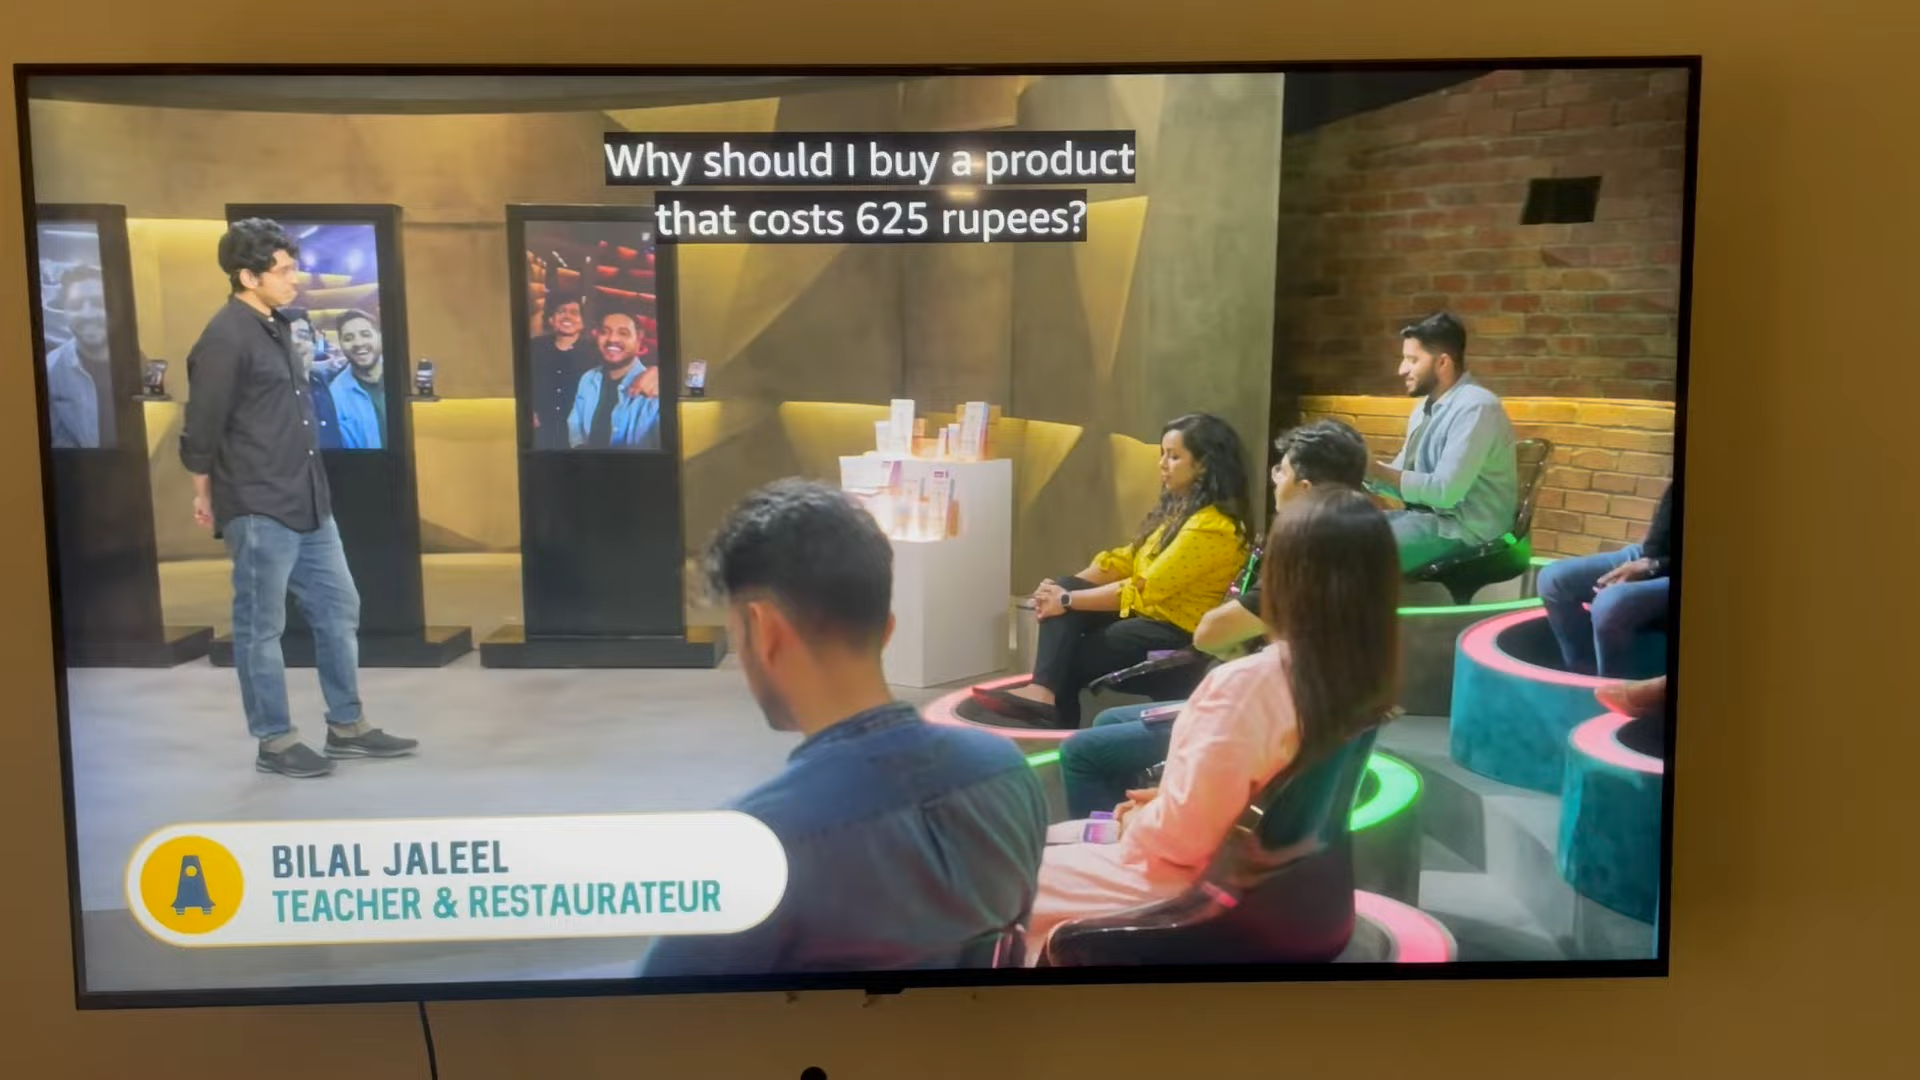 Why should I buy a product
that costs 625 rupees?
BILAL JALEEL
TEACHER & RESTAURATEUR